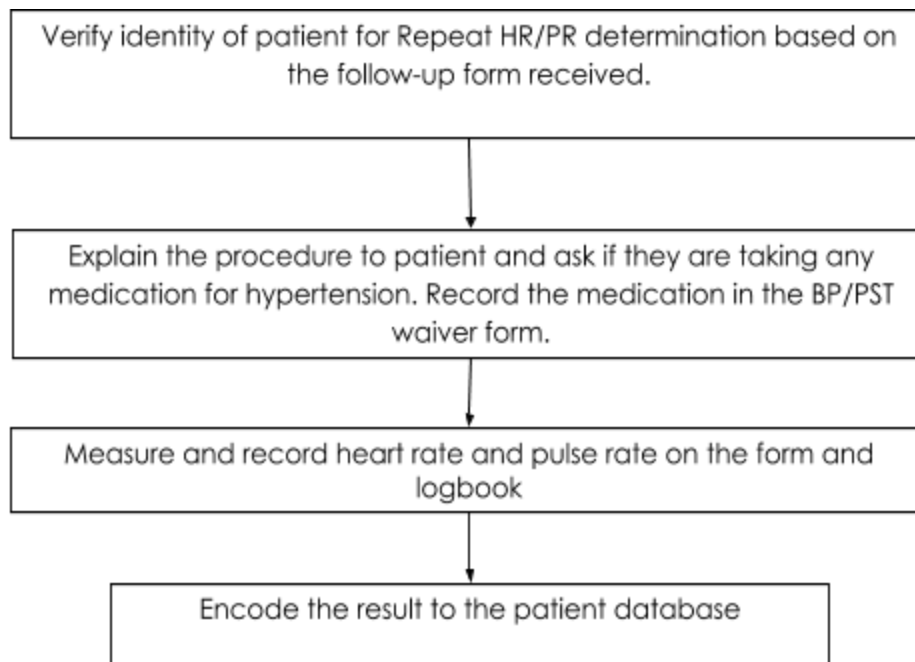 Verify identity of patient for Repeat HR/PR determination based on
the follow-up form received.
Explain the procedure to patient and ask if they are taking any
medication for hypertension. Record the medication in the BP/PST
waiver form.
Measure and record heart rate and pulse rate on the form and
logbook
Encode the result to the patient database